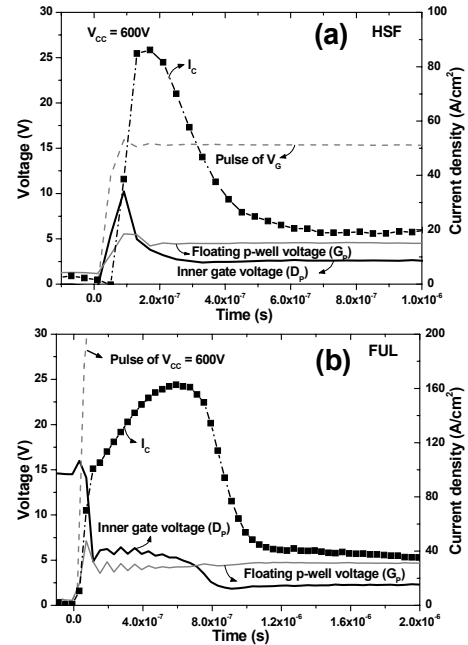 V_CC = 600V
(a) HSF
I_C
Pulse of V_G
Floating p-well voltage (G_P)
Inner gate voltage (D_P)
Voltage (V)
30
25
20
15
10
5
0
Current density (A/cm²)
100
80
60
40
20
0
0.0 2.0x10⁻⁷ 4.0x10⁻⁷ 6.0x10⁻⁷ 8.0x10⁻⁷ 1.0x10⁻⁶
Time (s)
Pulse of V_CC = 600V
(b) FUL
I_C
Inner gate voltage (D_P)
Floating p-well voltage (G_P)
Voltage (V)
30
25
20
15
10
5
0
Current density (A/cm²)
200
160
120
80
40
0
0.0 4.0x10⁻⁷ 8.0x10⁻⁷ 1.2x10⁻⁶ 1.6x10⁻⁶ 2.0x10⁻⁶
Time (s)